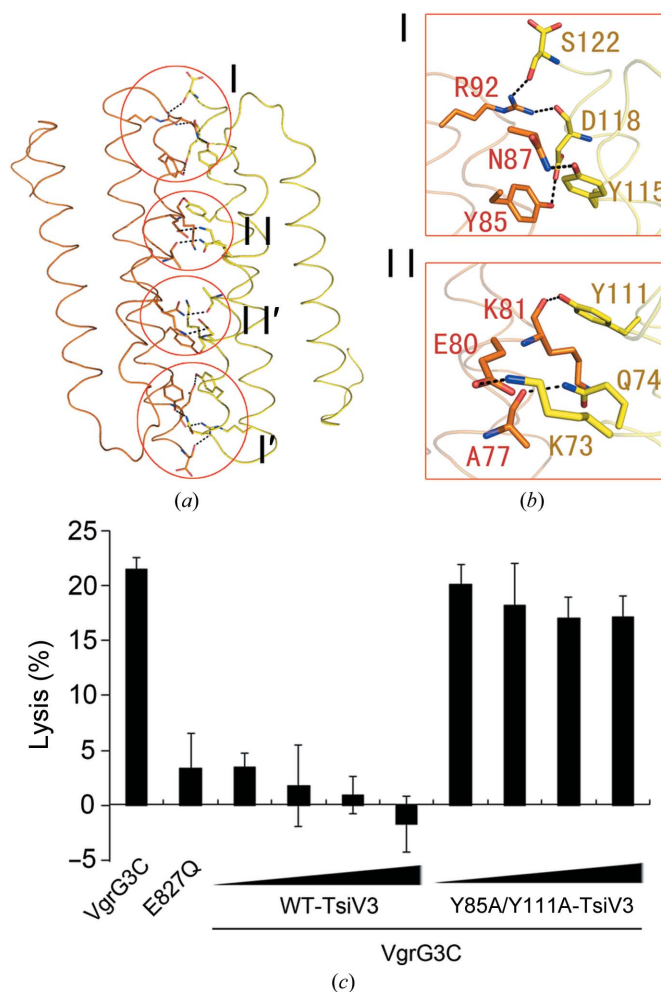 I
II
II′
I′
(a)
I
S122
R92
D118
N87
Y115
Y85
(b)
II
K81
Y111
E80
Q74
A77
K73
Lysis (%)
25
20
15
10
5
0
−5
VgrG3C
E827Q
WT-TsiV3
Y85A/Y111A-TsiV3
VgrG3C
(c)